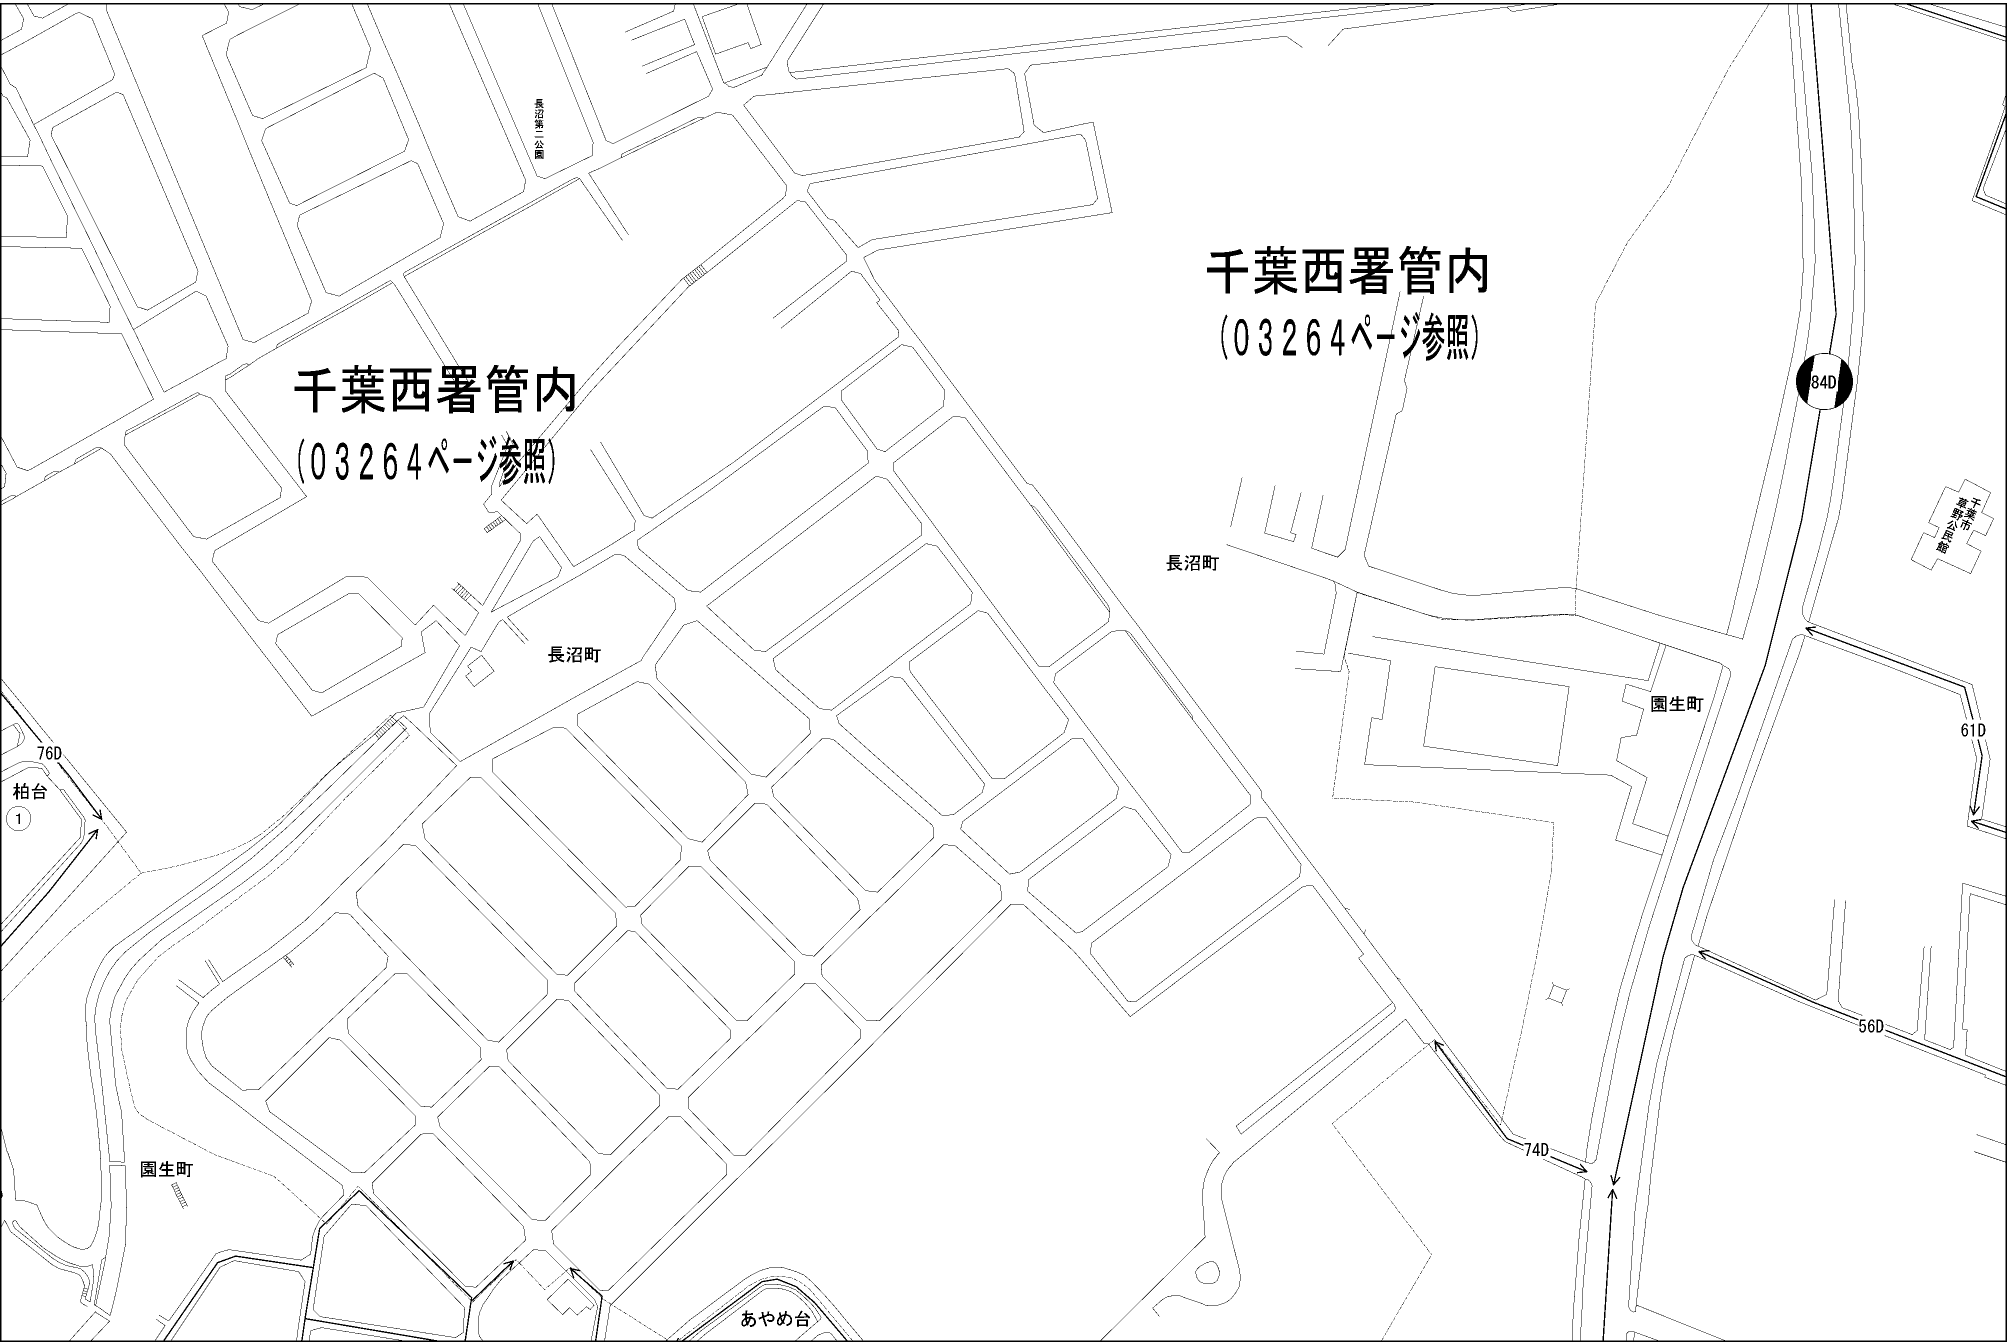 長沼第二公園
千葉西署管内
(03264ページ参照)
千葉西署管内
(03264ページ参照)
84D
千葉市
草野公民館
長沼町
長沼町
園生町
61D
76D
柏台
1
56D
74D
園生町
あやめ台